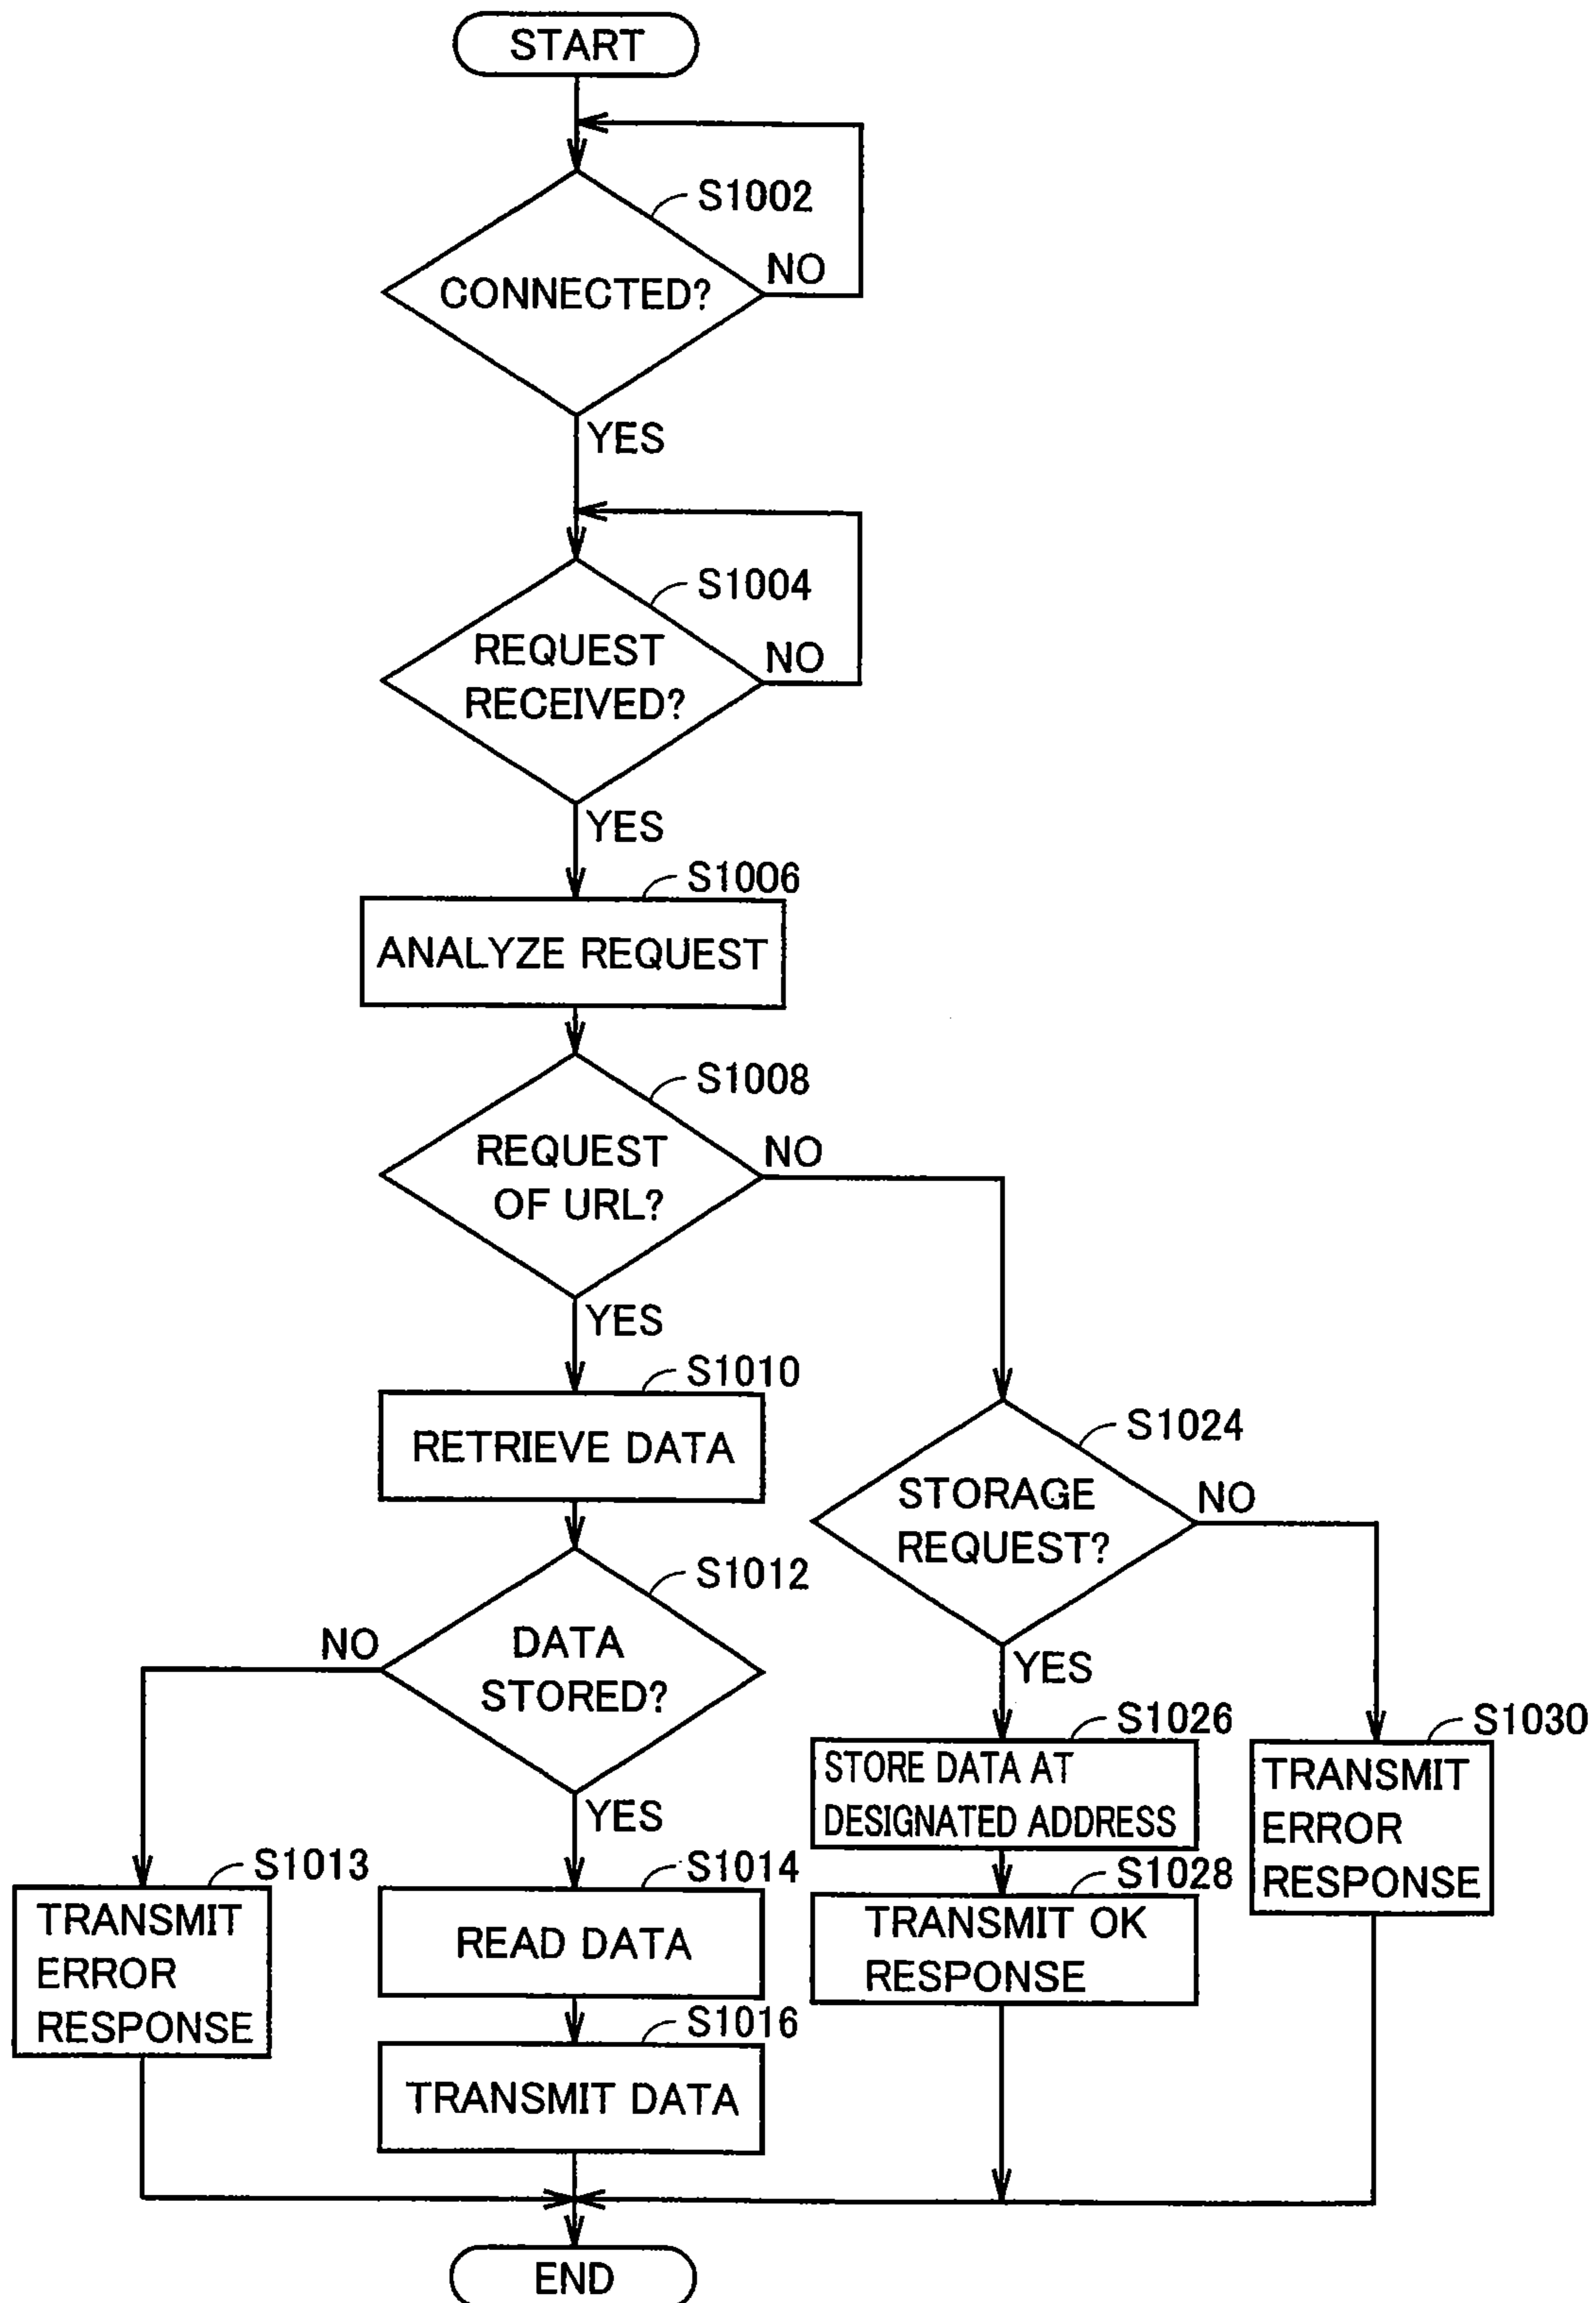 START
S1002
CONNECTED?
NO
YES
S1004
REQUEST
RECEIVED?
NO
YES
S1006
ANALYZE REQUEST
S1008
REQUEST
OF URL?
NO
YES
S1010
RETRIEVE DATA
S1024
STORAGE
REQUEST?
NO
YES
S1012
DATA
STORED?
NO
YES
S1026
STORE DATA AT
DESIGNATED ADDRESS
S1030
TRANSMIT
ERROR
RESPONSE
S1013
TRANSMIT
ERROR
RESPONSE
S1014
READ DATA
S1028
TRANSMIT OK
RESPONSE
S1016
TRANSMIT DATA
END